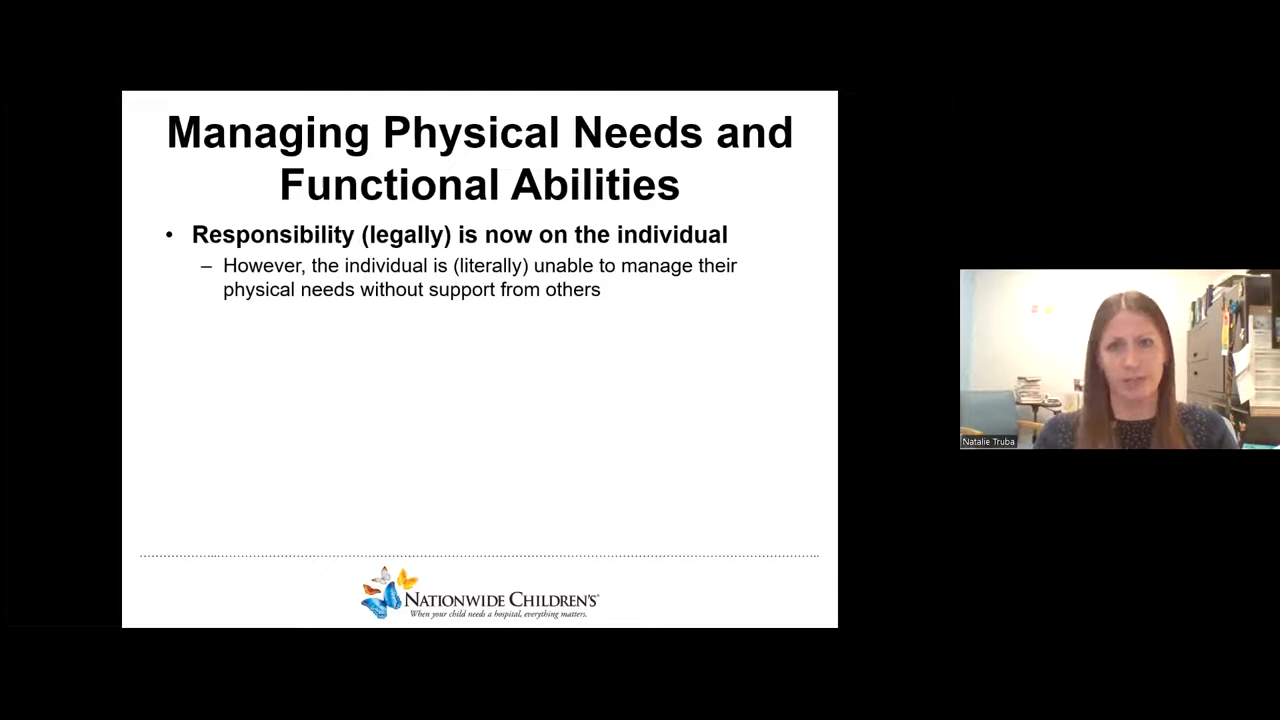 Managing Physical Needs and
Functional Abilities
• Responsibility (legally) is now on the individual
– However, the individual is (literally) unable to manage their
physical needs without support from others
NATIONWIDE CHILDREN'S
When your child needs a hospital, everything matters.
Natalie Truba